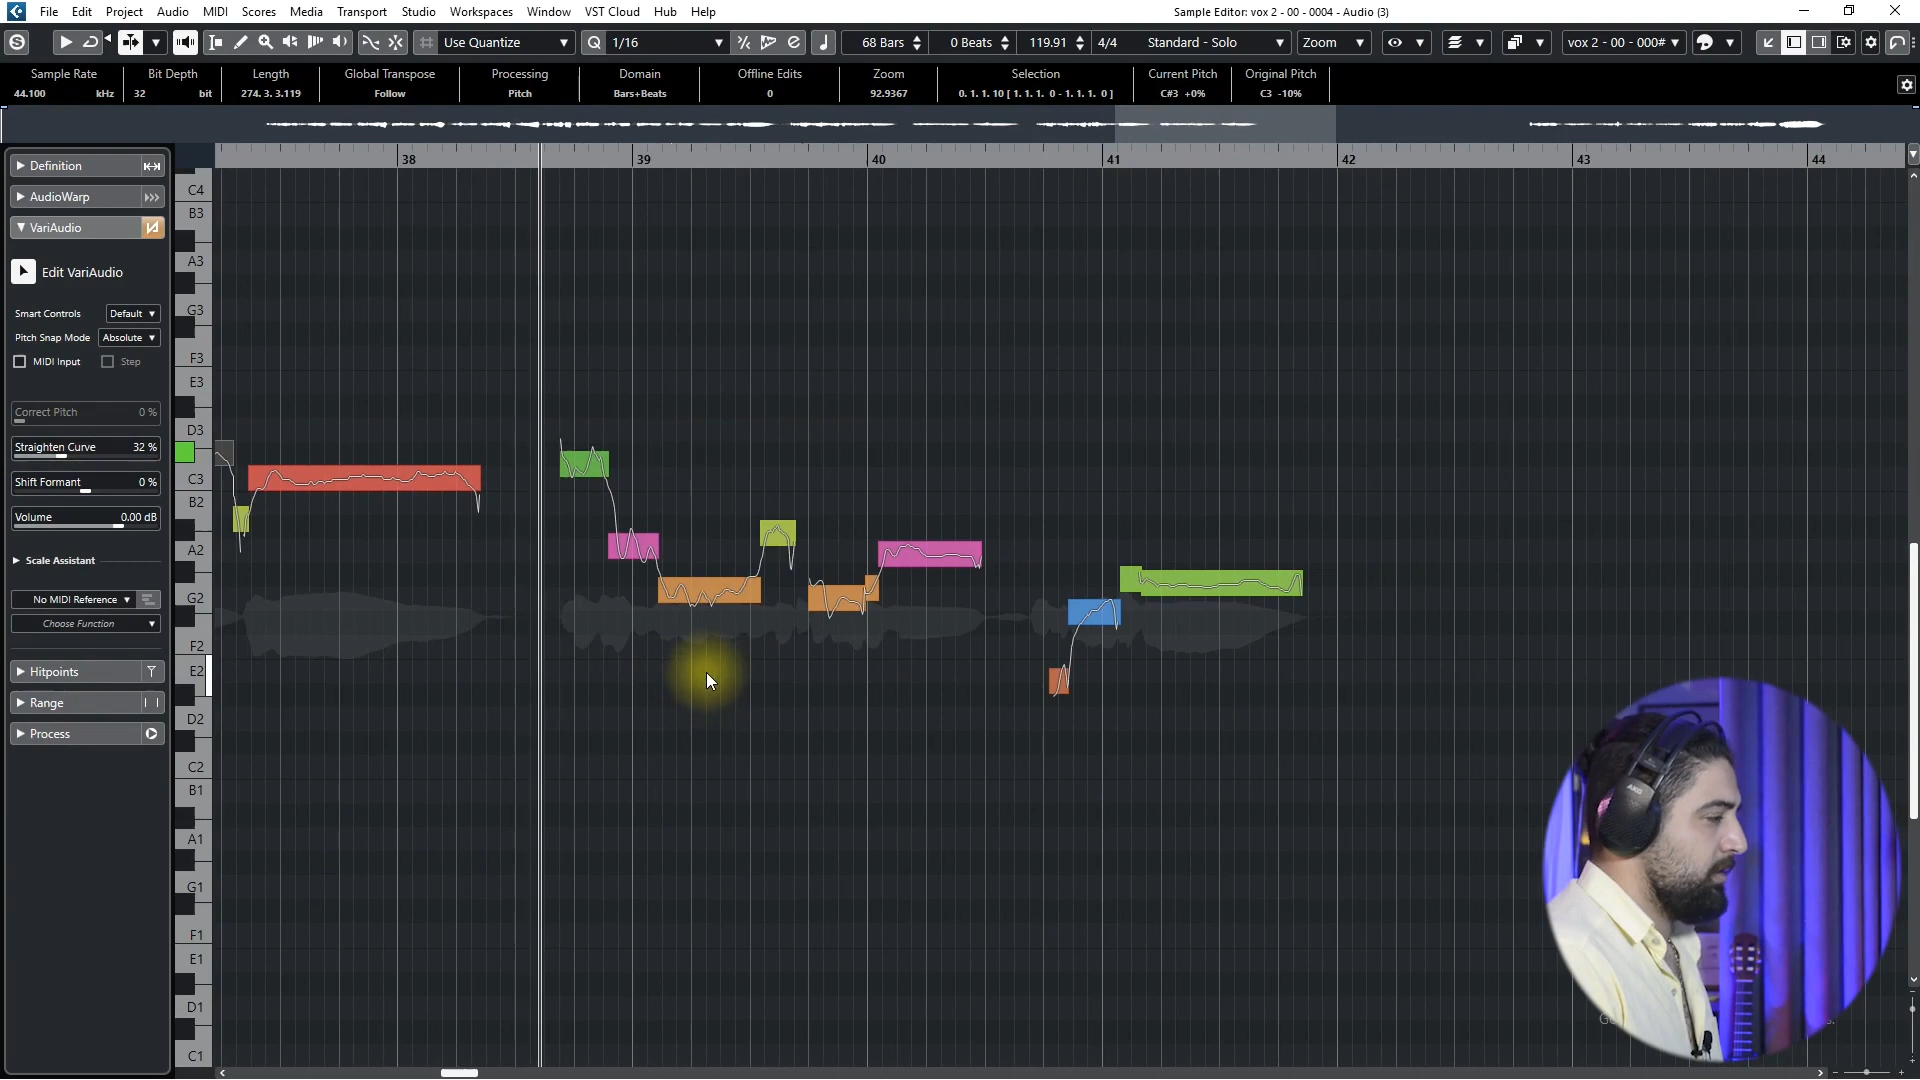 File Edit Project Audio MIDI Scores Media Transport Studio Workspaces Window VST Cloud Hub Help
Sample Editor: vox 2 - 00 - 0004 - Audio (3)
Use Quantize
1/16
68 Bars
0 Beats
119.91
4/4
Standard - Solo
Zoom
vox 2 - 00 - 000#
Sample Rate Bit Depth Length Global Transpose Processing Domain Offline Edits Zoom Selection Current Pitch Original Pitch
44.100 kHz 32 bit 274. 3. 3.119 Follow Pitch Bars+Beats 0 92.9367 0. 1. 1. 10 [ 1. 1. 1. 0 - 1. 1. 1. 0 ] C#3 +0% C3 -10%
38 39 40 41 42 43 44
Definition
AudioWarp
VariAudio
Edit VariAudio
Smart Controls Default
Pitch Snap Mode Absolute
MIDI Input Step
Correct Pitch 0 %
Straighten Curve 32 %
Shift Formant 0 %
Volume 0.00 dB
Scale Assistant
No MIDI Reference
Choose Function
Hitpoints
Range
Process
C4
B3
A3
G3
F3
E3
D3
C3
B2
A2
G2
F2
E2
D2
C2
B1
A1
G1
F1
E1
D1
C1
AKG